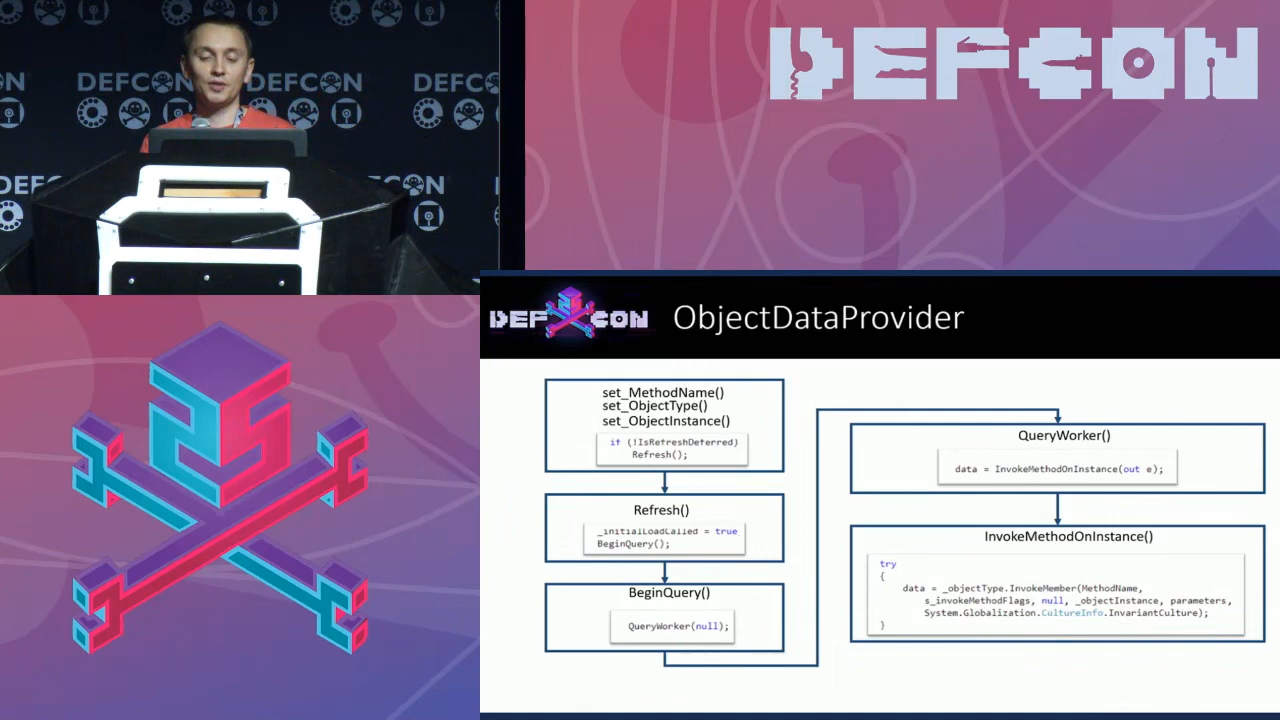 DEFCON DEFCON DEFCON
DEFCON
DEFCON
DEFCON
ObjectDataProvider
set_MethodName()
set_ObjectType()
set_ObjectInstance()
if (!IsRefreshDeferred)
Refresh();
Refresh()
_initialLoadCalled = true
BeginQuery();
BeginQuery()
QueryWorker(null);
QueryWorker()
data = InvokeMethodOnInstance(out e);
InvokeMethodOnInstance()
try
{
data = _objectType.InvokeMember(MethodName,
s_invokeMethodFlags, null, _objectInstance, parameters,
System.Globalization.CultureInfo.InvariantCulture);
}